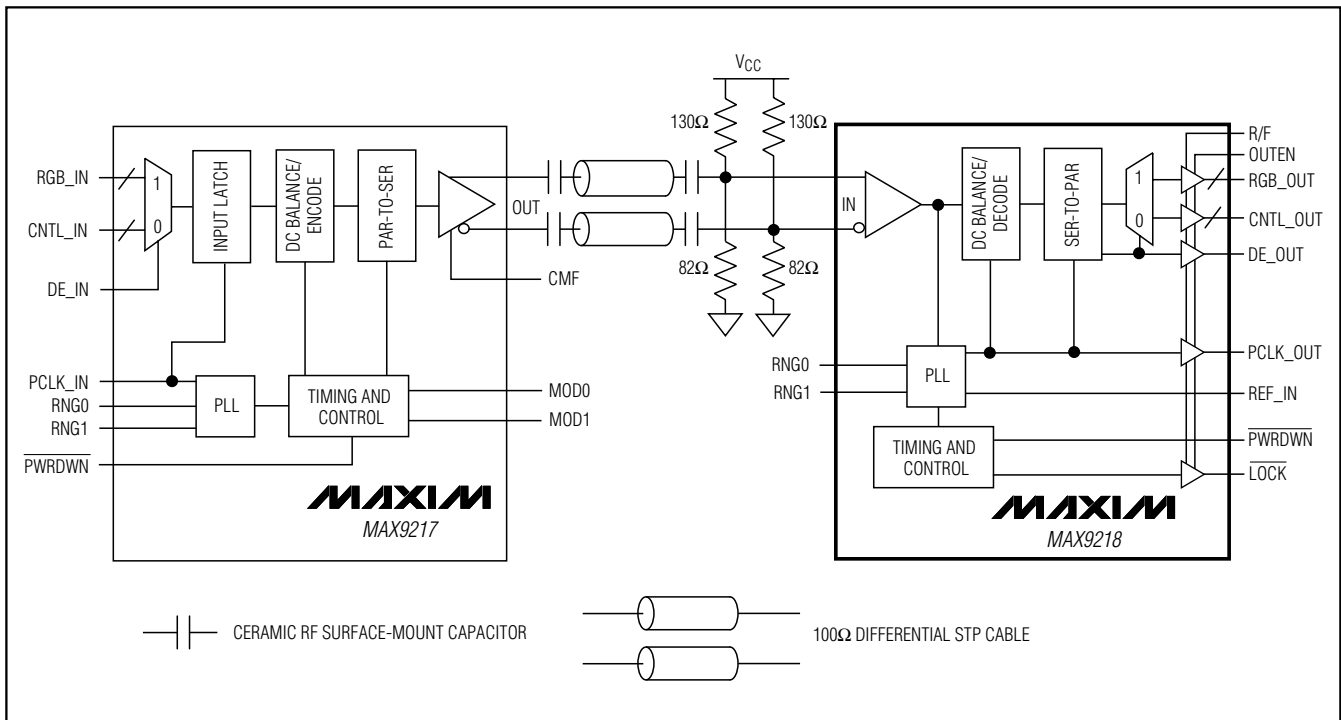 VCC
130Ω
130Ω
R/F
OUTEN
RGB_IN
1
INPUT LATCH
DC BALANCE/
ENCODE
PAR-TO-SER
OUT
IN
DC BALANCE/
DECODE
SER-TO-PAR
1
RGB_OUT
CNTL_IN
0
0
CNTL_OUT
DE_IN
CMF
82Ω
82Ω
DE_OUT
PCLK_IN
RNG0
RNG1
PLL
TIMING AND
CONTROL
MOD0
MOD1
RNG0
RNG1
PLL
PCLK_OUT
REF_IN
PWRDWN
TIMING AND
CONTROL
PWRDWN
LOCK
MAXIM
MAX9217
MAXIM
MAX9218
CERAMIC RF SURFACE-MOUNT CAPACITOR
100Ω DIFFERENTIAL STP CABLE